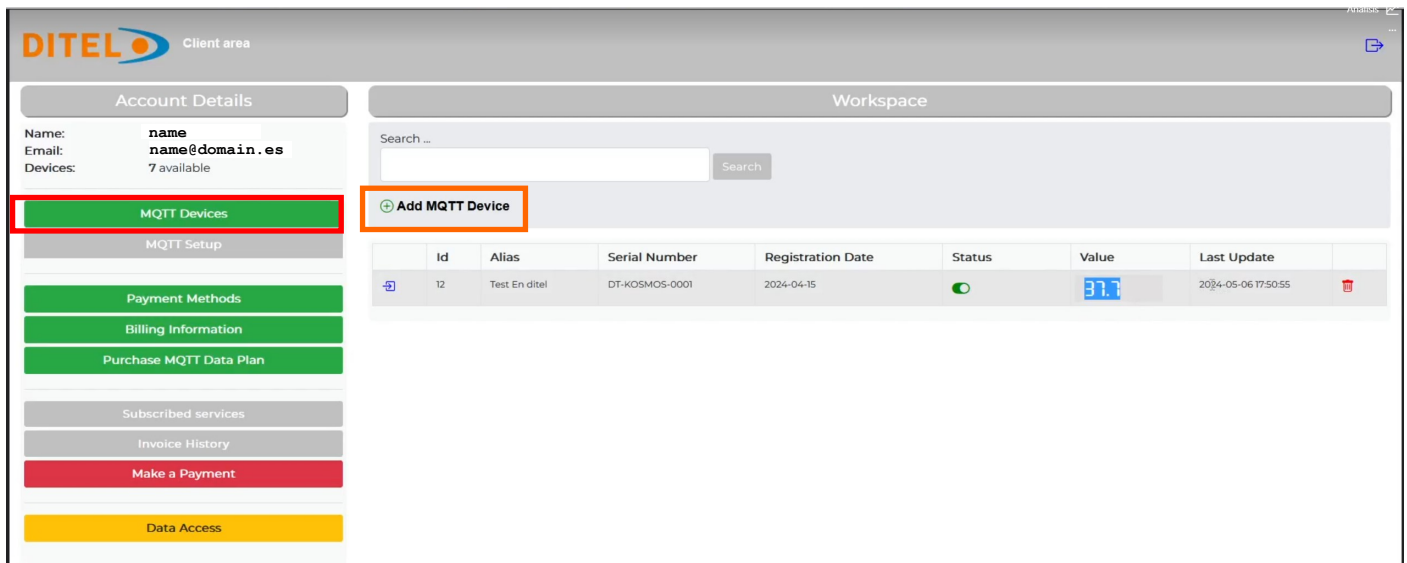 Analisis
DITEL Client area
...
Account Details
Name: name
Email: name@domain.es
Devices: 7 available
MQTT Devices
MQTT Setup
Payment Methods
Billing Information
Purchase MQTT Data Plan
Subscribed services
Invoice History
Make a Payment
Data Access
Workspace
Search ...
Search
Add MQTT Device
Id Alias Serial Number Registration Date Status Value Last Update
12 Test En ditel DT-KOSMOS-0001 2024-04-15 37.7 2024-05-06 17:50:55